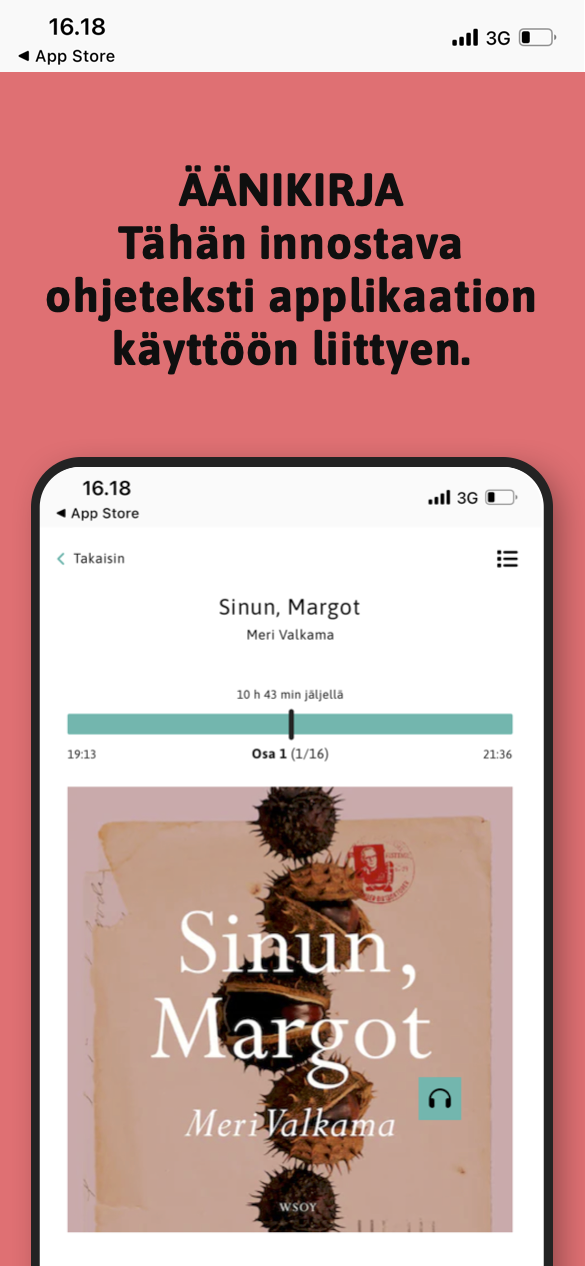 16.18
3G
◀ App Store
ÄÄNIKIRJA
Tähän innostava
ohjeteksti applikaation
käyttöön liittyen.
16.18
3G
◀ App Store
Takaisin
Sinun, Margot
Meri Valkama
10 h 43 min jäljellä
19:13
Osa 1 (1/16)
21:36
Sinun,
Margot
Meri Valkama
WSOY